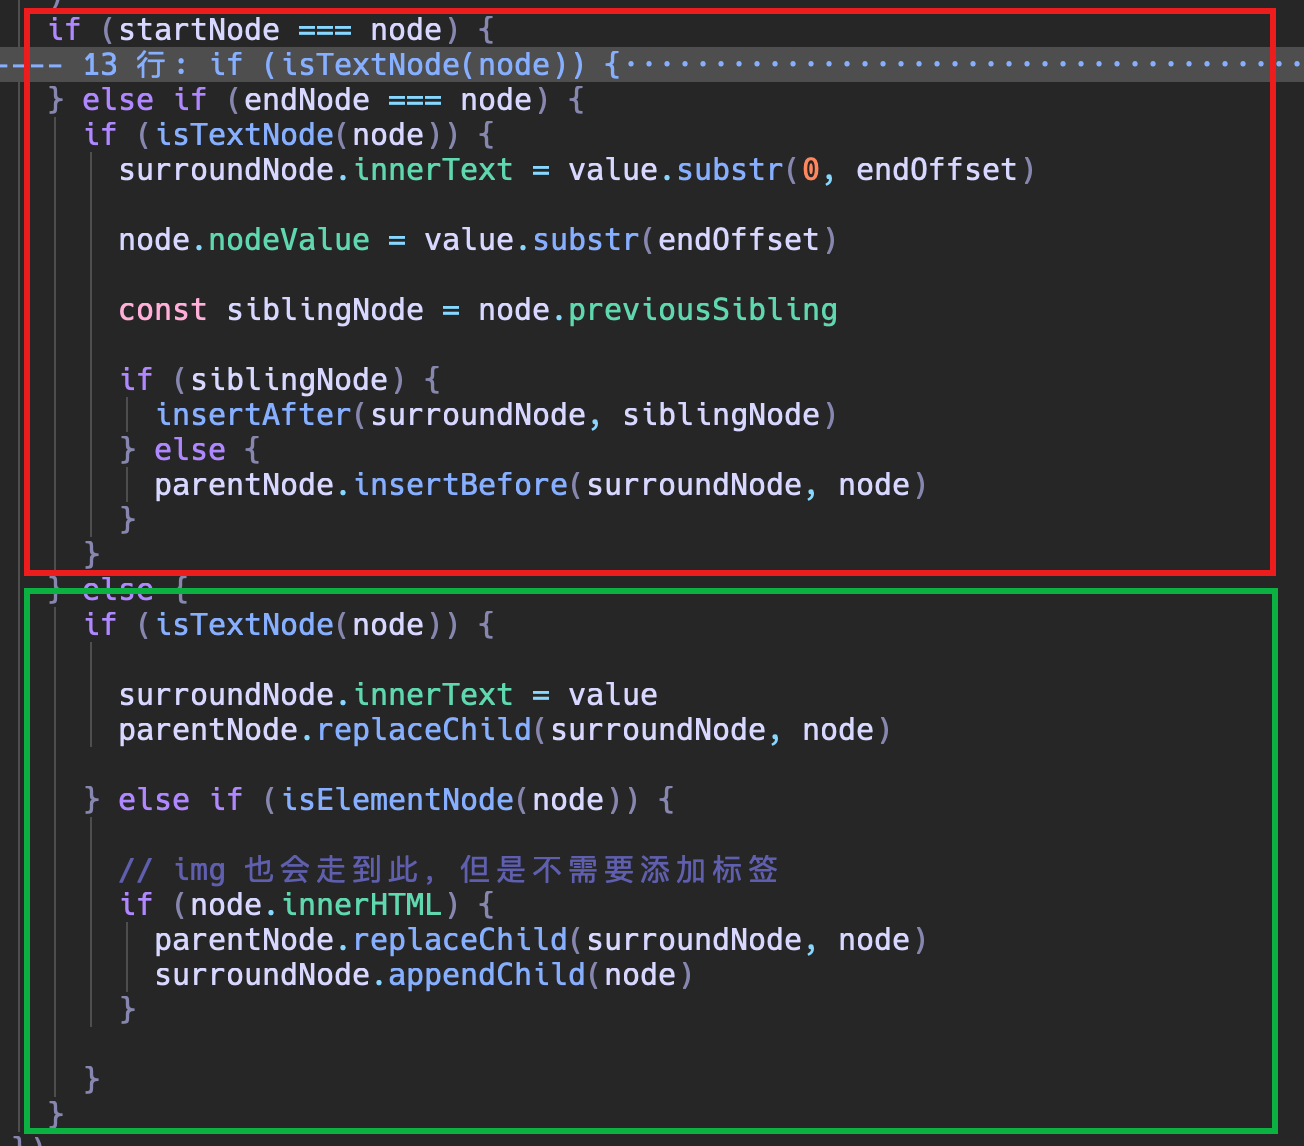 if (startNode === node) {
---- 13 行: if (isTextNode(node)) {·····································
} else if (endNode === node) {
if (isTextNode(node)) {
surroundNode.innerText = value.substr(0, endOffset)
node.nodeValue = value.substr(endOffset)
const siblingNode = node.previousSibling
if (siblingNode) {
insertAfter(surroundNode, siblingNode)
} else {
parentNode.insertBefore(surroundNode, node)
}
}
} else {
if (isTextNode(node)) {
surroundNode.innerText = value
parentNode.replaceChild(surroundNode, node)
} else if (isElementNode(node)) {
// img 也会走到此, 但是不需要添加标签
if (node.innerHTML) {
parentNode.replaceChild(surroundNode, node)
surroundNode.appendChild(node)
}
}
}
})